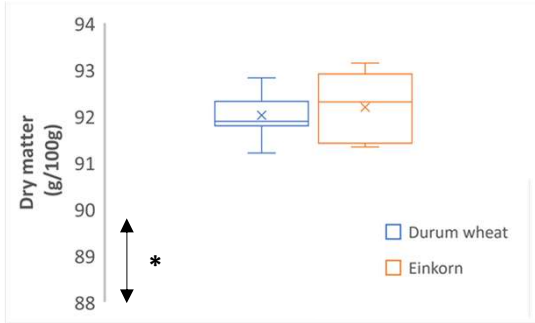 94
93
92
91
90
89
88
Dry matter
(g/100g)
*
Durum wheat
Einkorn